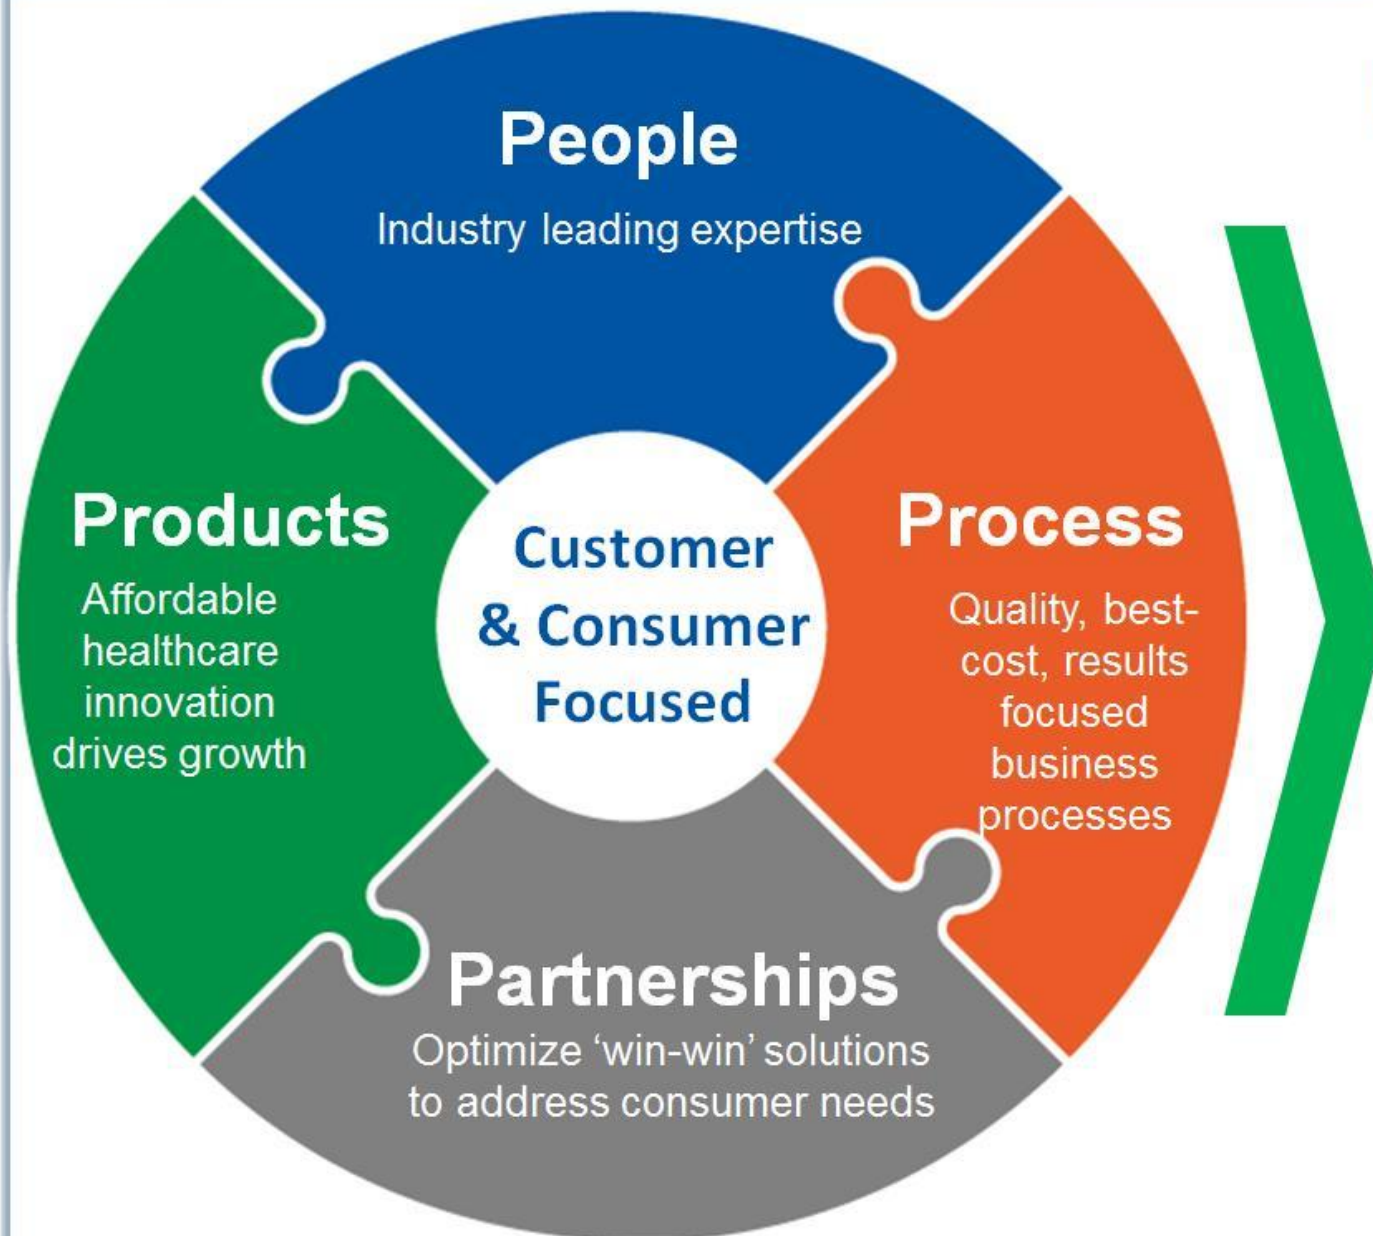 People
Industry leading expertise
Products
Affordable
healthcare
innovation
drives growth
Customer
& Consumer
Focused
Process
Quality, best-
cost, results
focused
business
processes
Partnerships
Optimize ‘win-win’ solutions
to address consumer needs